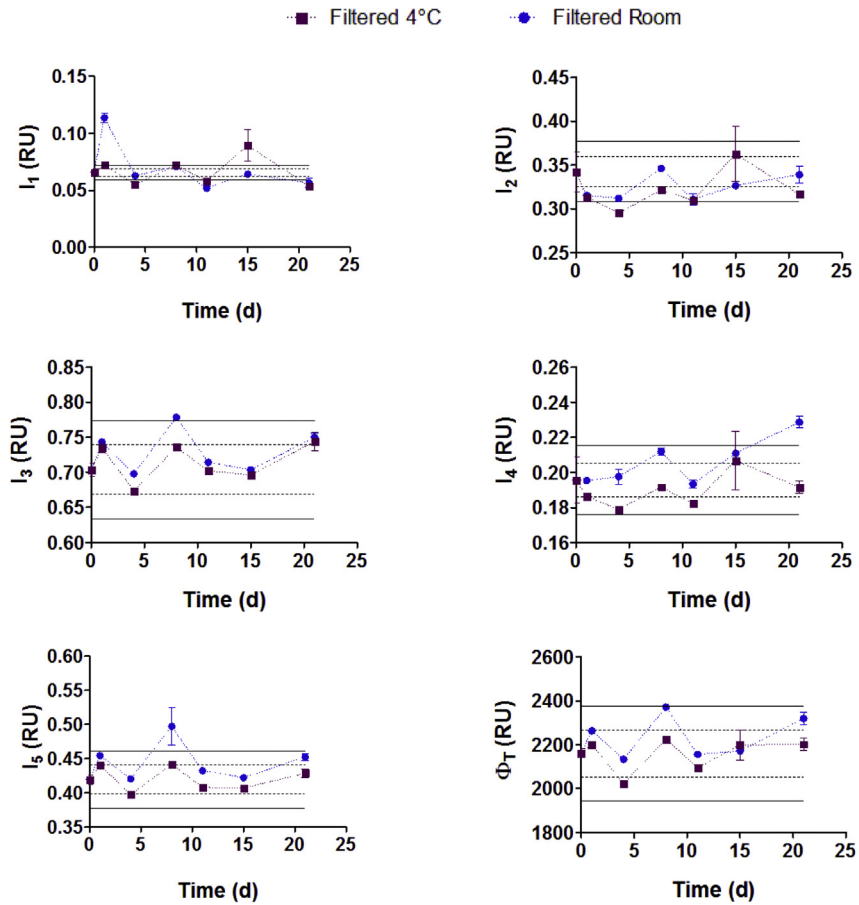 Filtered 4°C Filtered Room
I1 (RU)
0.15
0.10
0.05
0.00
0 5 10 15 20 25
Time (d)
I2 (RU)
0.45
0.40
0.35
0.30
0.25
0 5 10 15 20 25
Time (d)
I3 (RU)
0.85
0.80
0.75
0.70
0.65
0.60
0 5 10 15 20 25
Time (d)
I4 (RU)
0.26
0.24
0.22
0.20
0.18
0.16
0 5 10 15 20 25
Time (d)
I5 (RU)
0.60
0.55
0.50
0.45
0.40
0.35
0 5 10 15 20 25
Time (d)
ΦT (RU)
2600
2400
2200
2000
1800
0 5 10 15 20 25
Time (d)